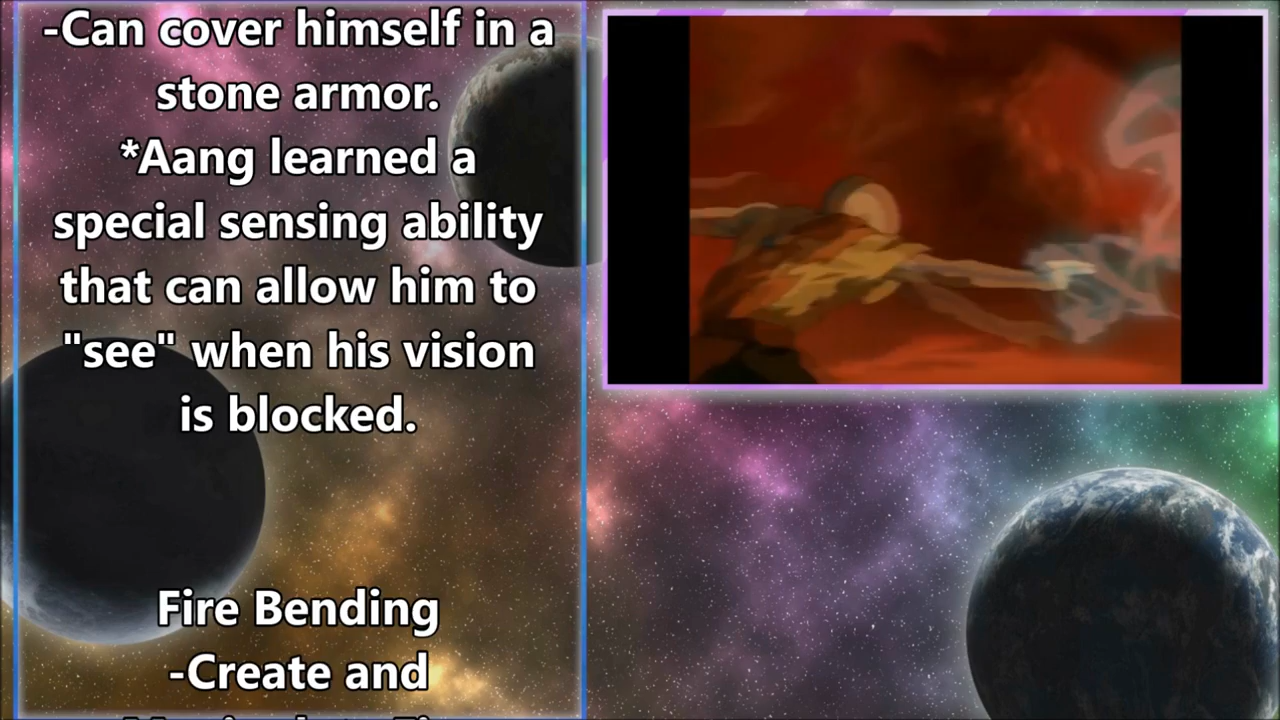 -Can cover himself in a
stone armor.
*Aang learned a
special sensing ability
that can allow him to
"see" when his vision
is blocked.
Fire Bending
-Create and